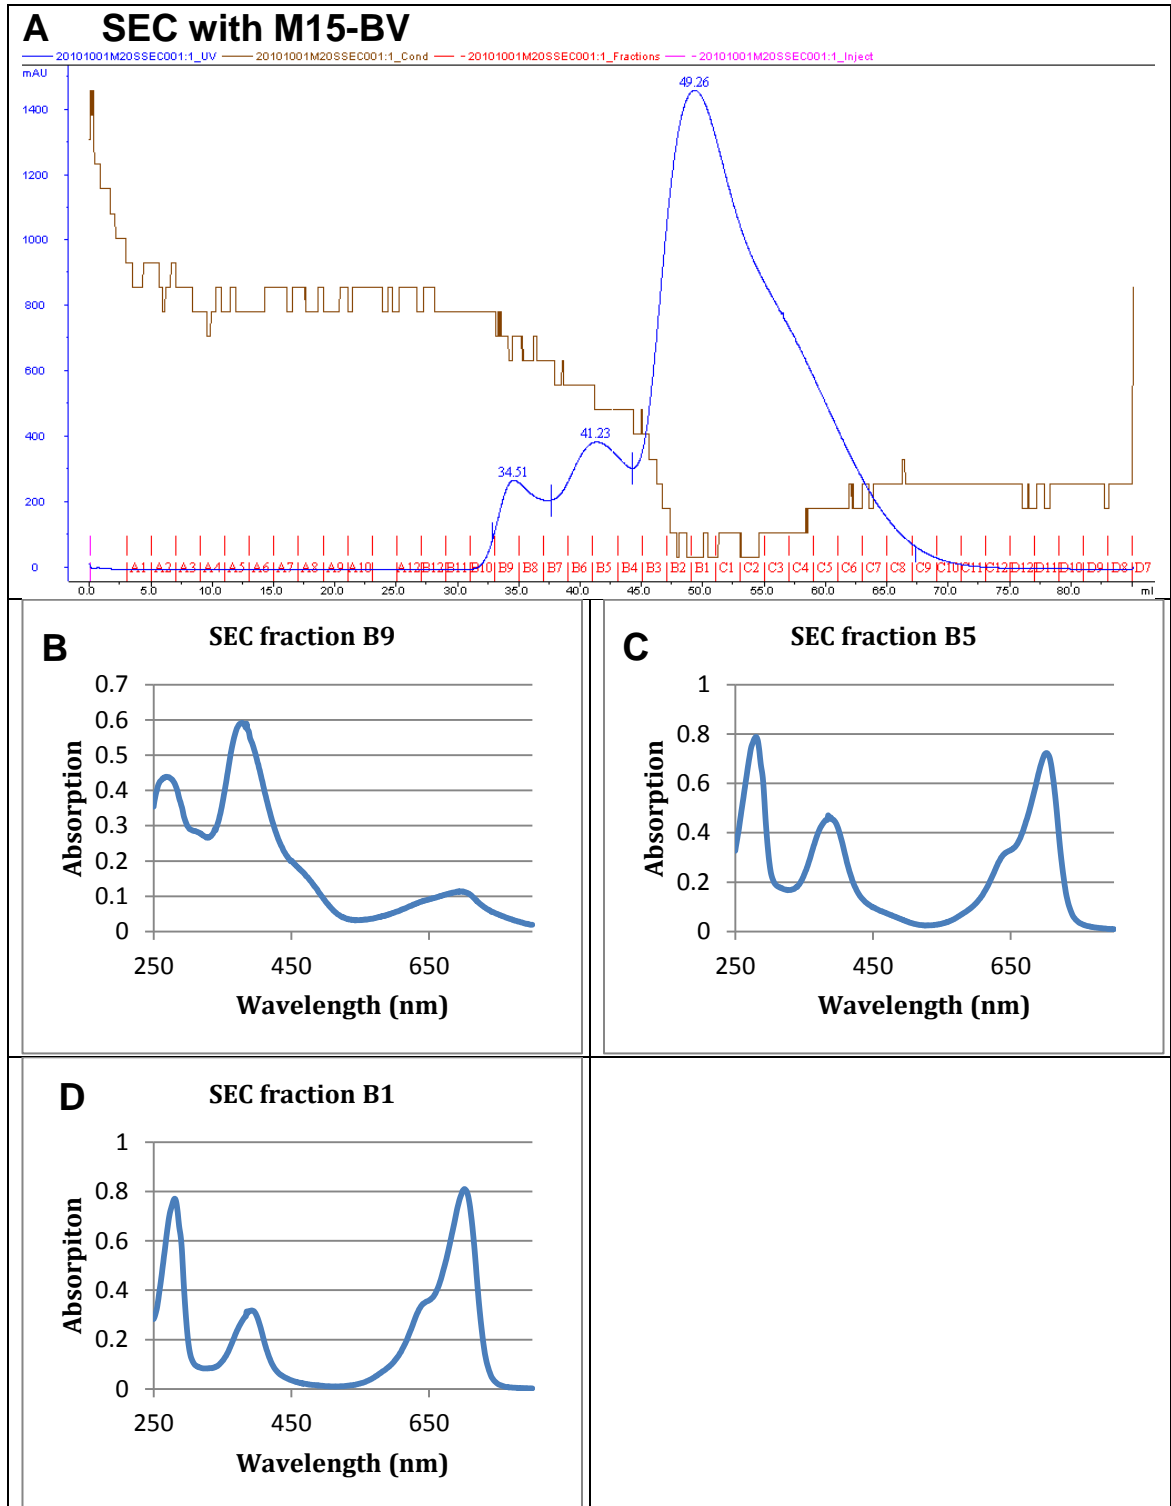 A SEC with M15-BV
20101001M20SSEC001:1_UV 20101001M20SSEC001:1_Cond 20101001M20SSEC001:1_Fractions 20101001M20SSEC001:1_Inject
mAU
1400
1200
1000
800
600
400
200
0
49.26
41.23
34.51
A1 A2 A3 A4 A5 A6 A7 A8 A9 A10 A12 B12 B11 B10 B9 B8 B7 B6 B5 B4 B3 B2 B1 C1 C2 C3 C4 C5 C6 C7 C8 C9 C10 C12 D12 D11 D10 D9 D8 D7
0.0 5.0 10.0 15.0 20.0 25.0 30.0 35.0 40.0 45.0 50.0 55.0 60.0 65.0 70.0 75.0 80.0 ml
B SEC fraction B9
0.7
0.6
0.5
0.4
0.3
0.2
0.1
0
Absorption
250 450 650
Wavelength (nm)
C SEC fraction B5
1
0.8
0.6
0.4
0.2
0
Absorption
250 450 650
Wavelength (nm)
D SEC fraction B1
1
0.8
0.6
0.4
0.2
0
Absorpiton
250 450 650
Wavelength (nm)